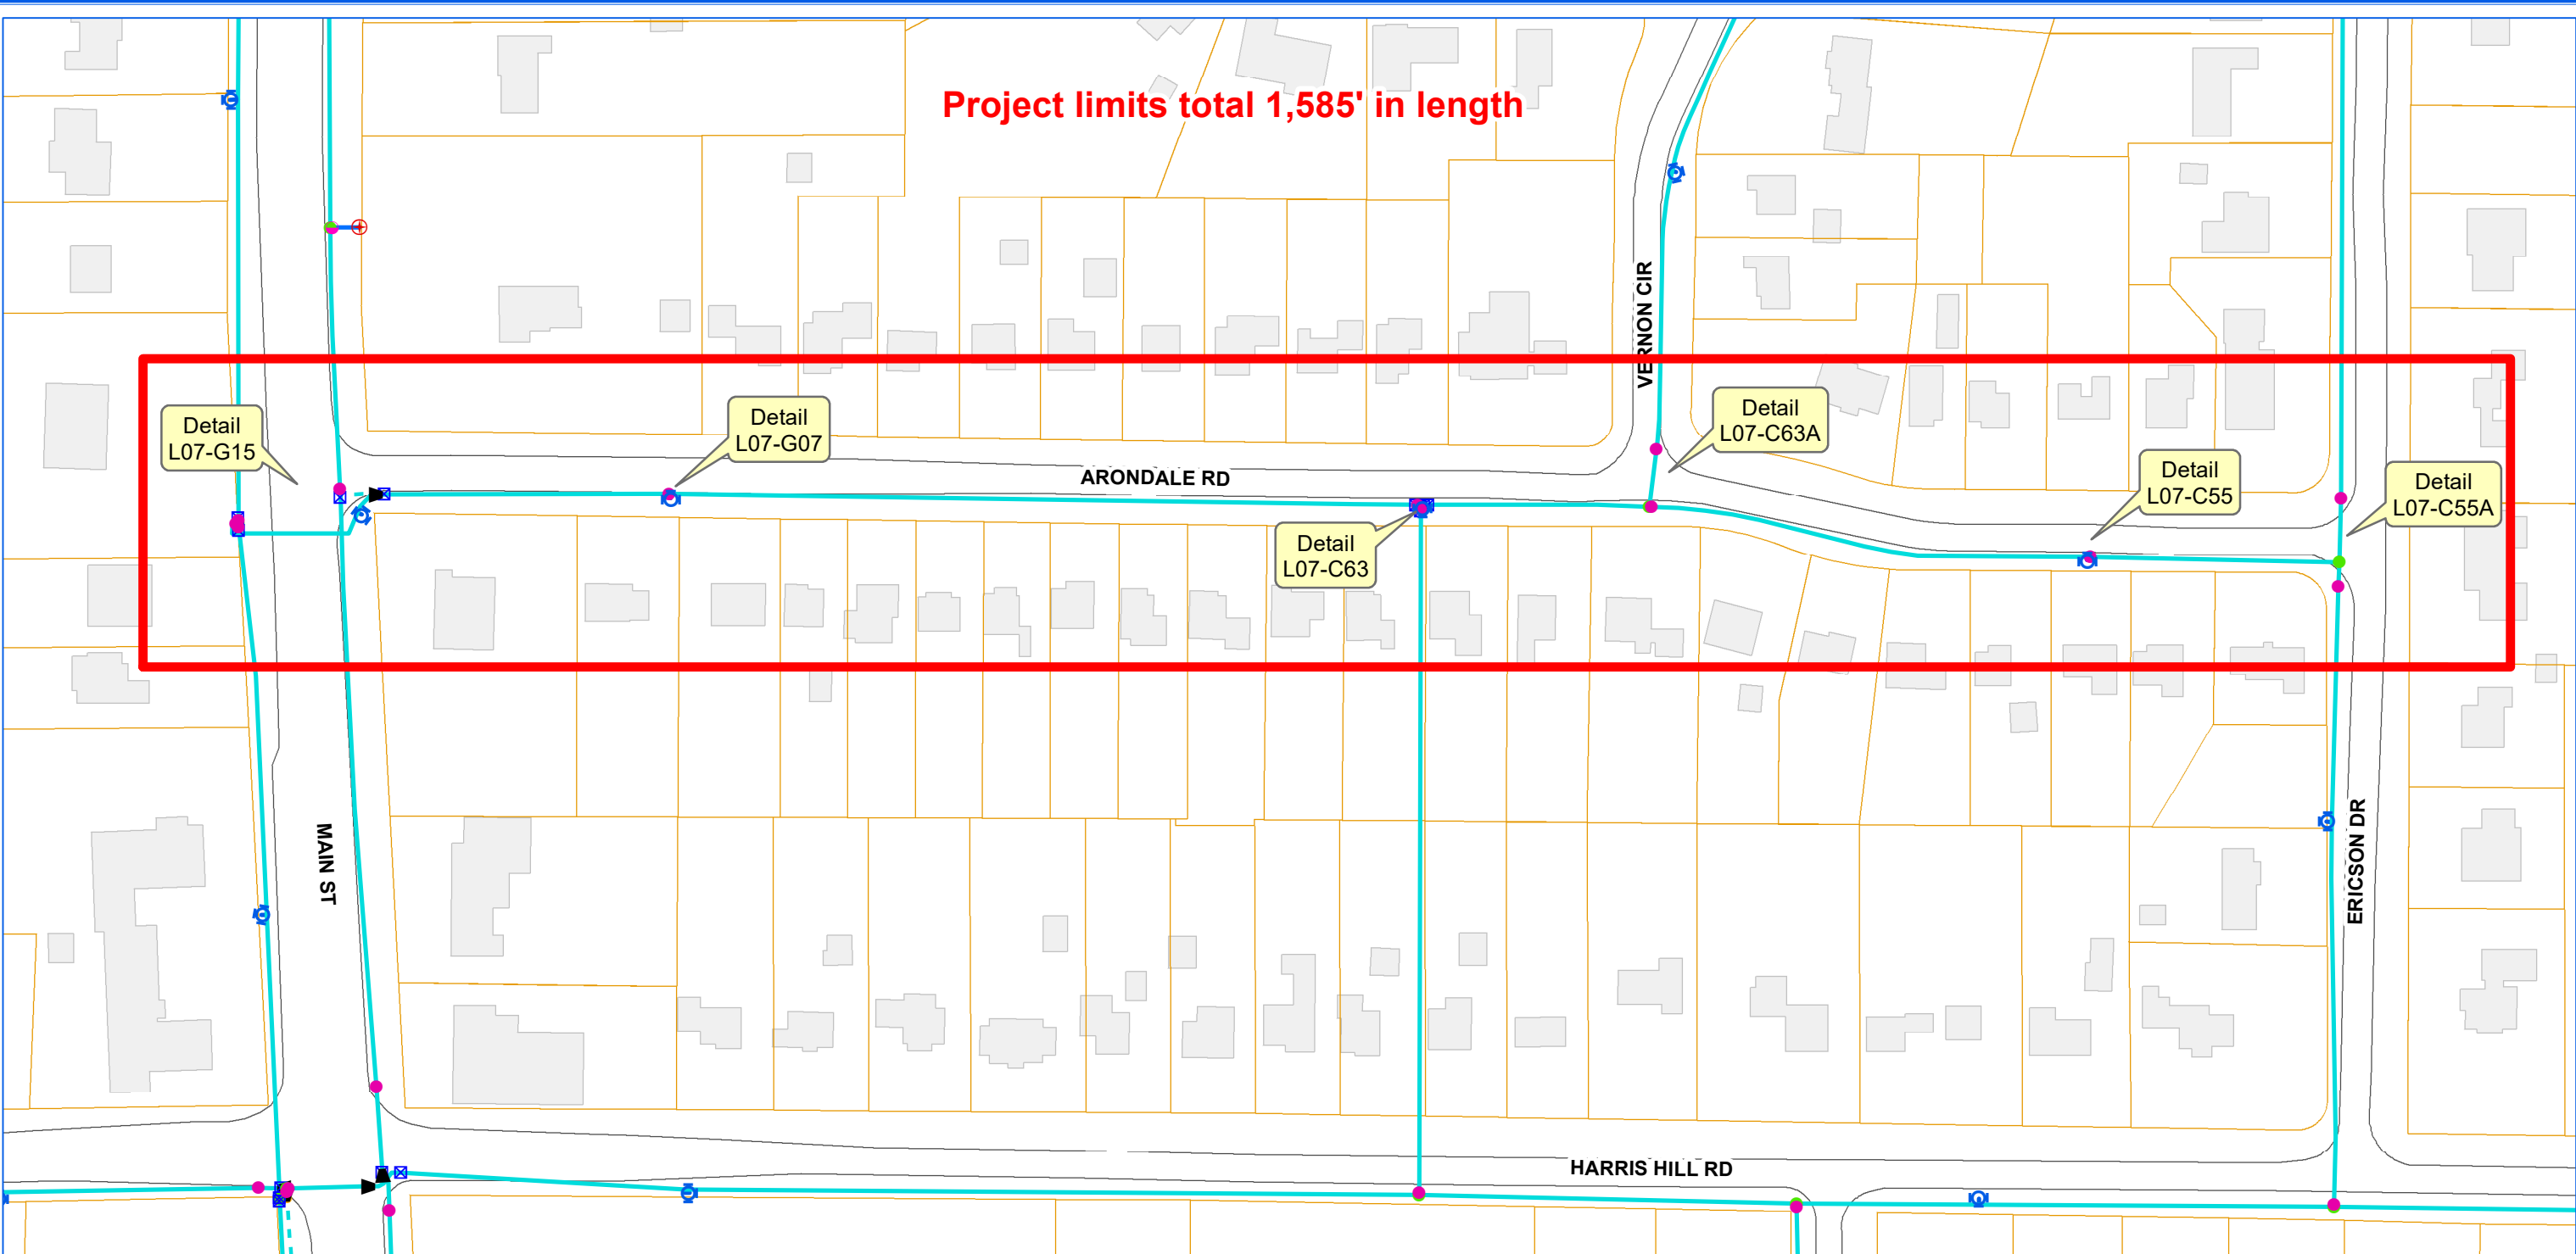 Project limits total 1,585' in length
VERNON CIR
Detail
L07-G15
Detail
L07-G07
Detail
L07-C63A
Detail
L07-C55
Detail
L07-C55A
ARONDALE RD
Detail
L07-C63
MAIN ST
ERICSON DR
HARRIS HILL RD